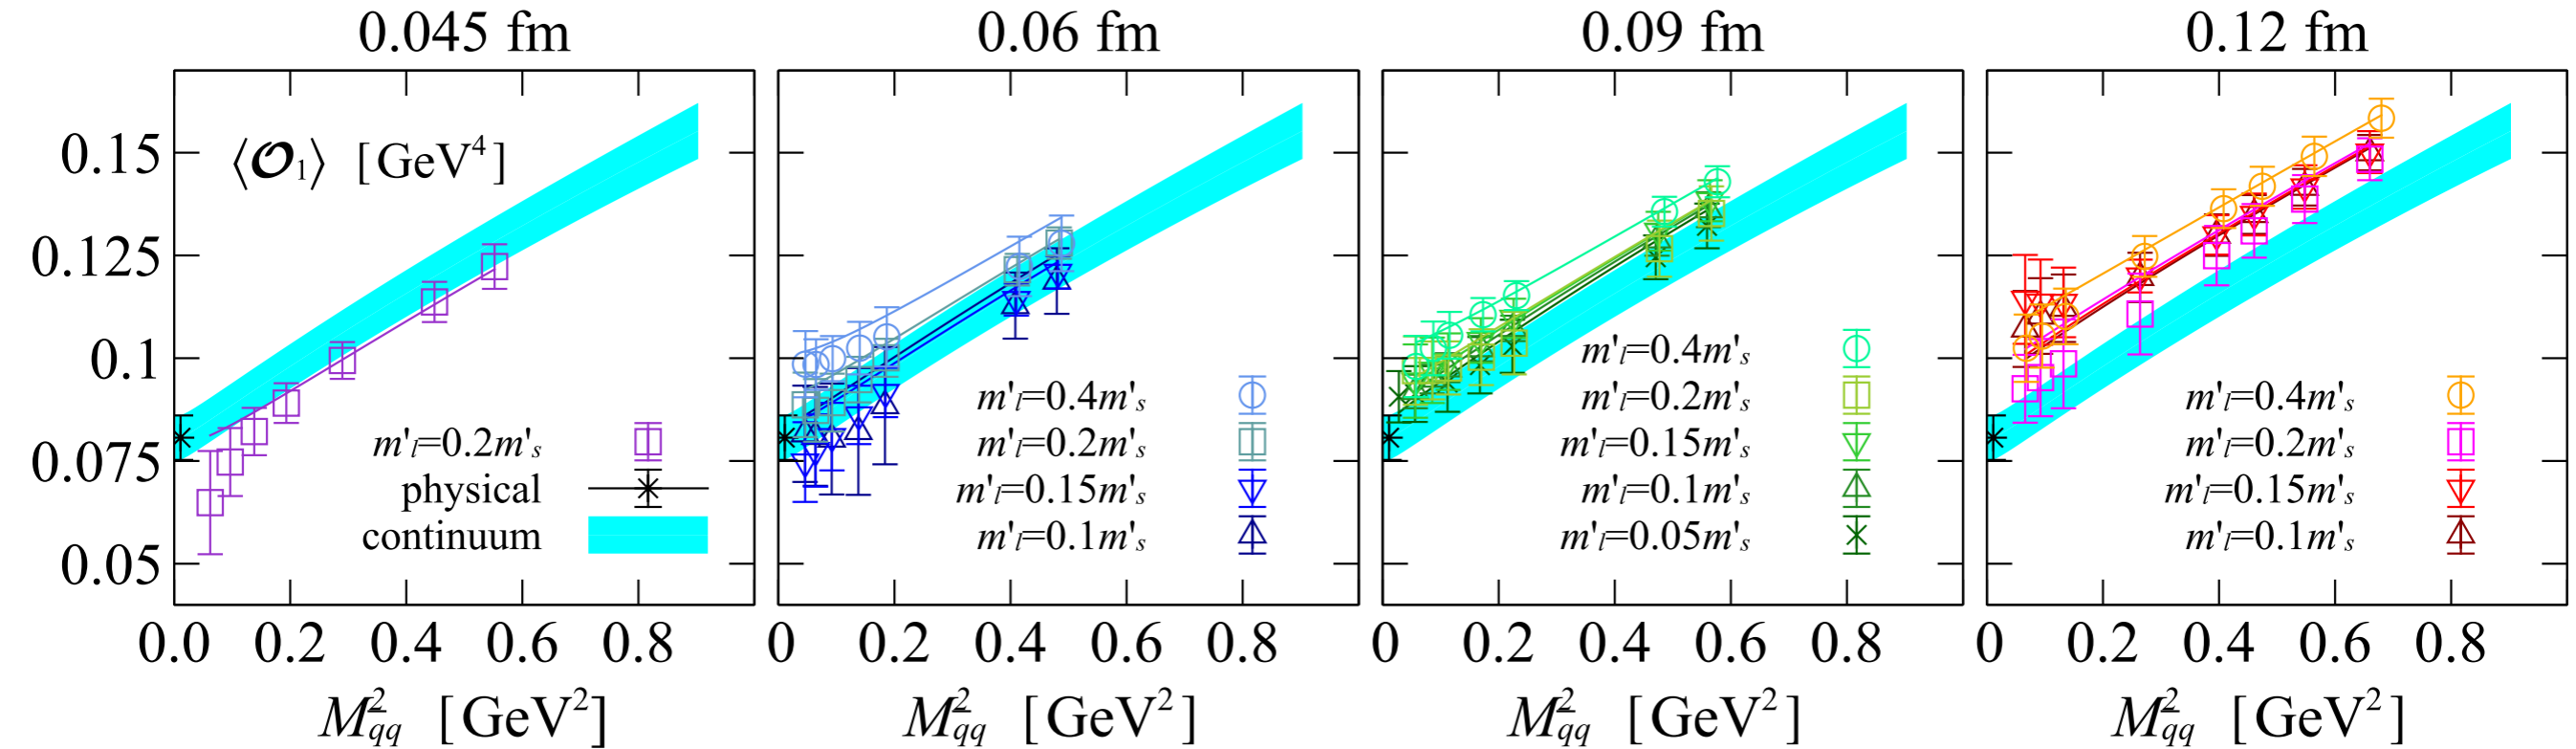 0.045 fm 0.06 fm 0.09 fm 0.12 fm
⟨𝓞₁⟩ [GeV⁴]
0.15
0.125
0.1
0.075
0.05
m'ₗ=0.2m'ₛ
physical
continuum
m'ₗ=0.4m'ₛ
m'ₗ=0.2m'ₛ
m'ₗ=0.15m'ₛ
m'ₗ=0.1m'ₛ
m'ₗ=0.4m'ₛ
m'ₗ=0.2m'ₛ
m'ₗ=0.15m'ₛ
m'ₗ=0.1m'ₛ
m'ₗ=0.05m'ₛ
m'ₗ=0.4m'ₛ
m'ₗ=0.2m'ₛ
m'ₗ=0.15m'ₛ
m'ₗ=0.1m'ₛ
0.0 0.2 0.4 0.6 0.8 0 0.2 0.4 0.6 0.8 0 0.2 0.4 0.6 0.8 0 0.2 0.4 0.6 0.8
M²qq [GeV²] M²qq [GeV²] M²qq [GeV²] M²qq [GeV²]